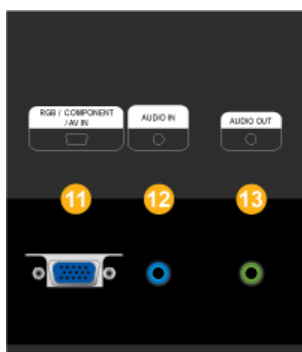 RGB / COMPONENT
/ AV IN
AUDIO IN
AUDIO OUT
11
12
13